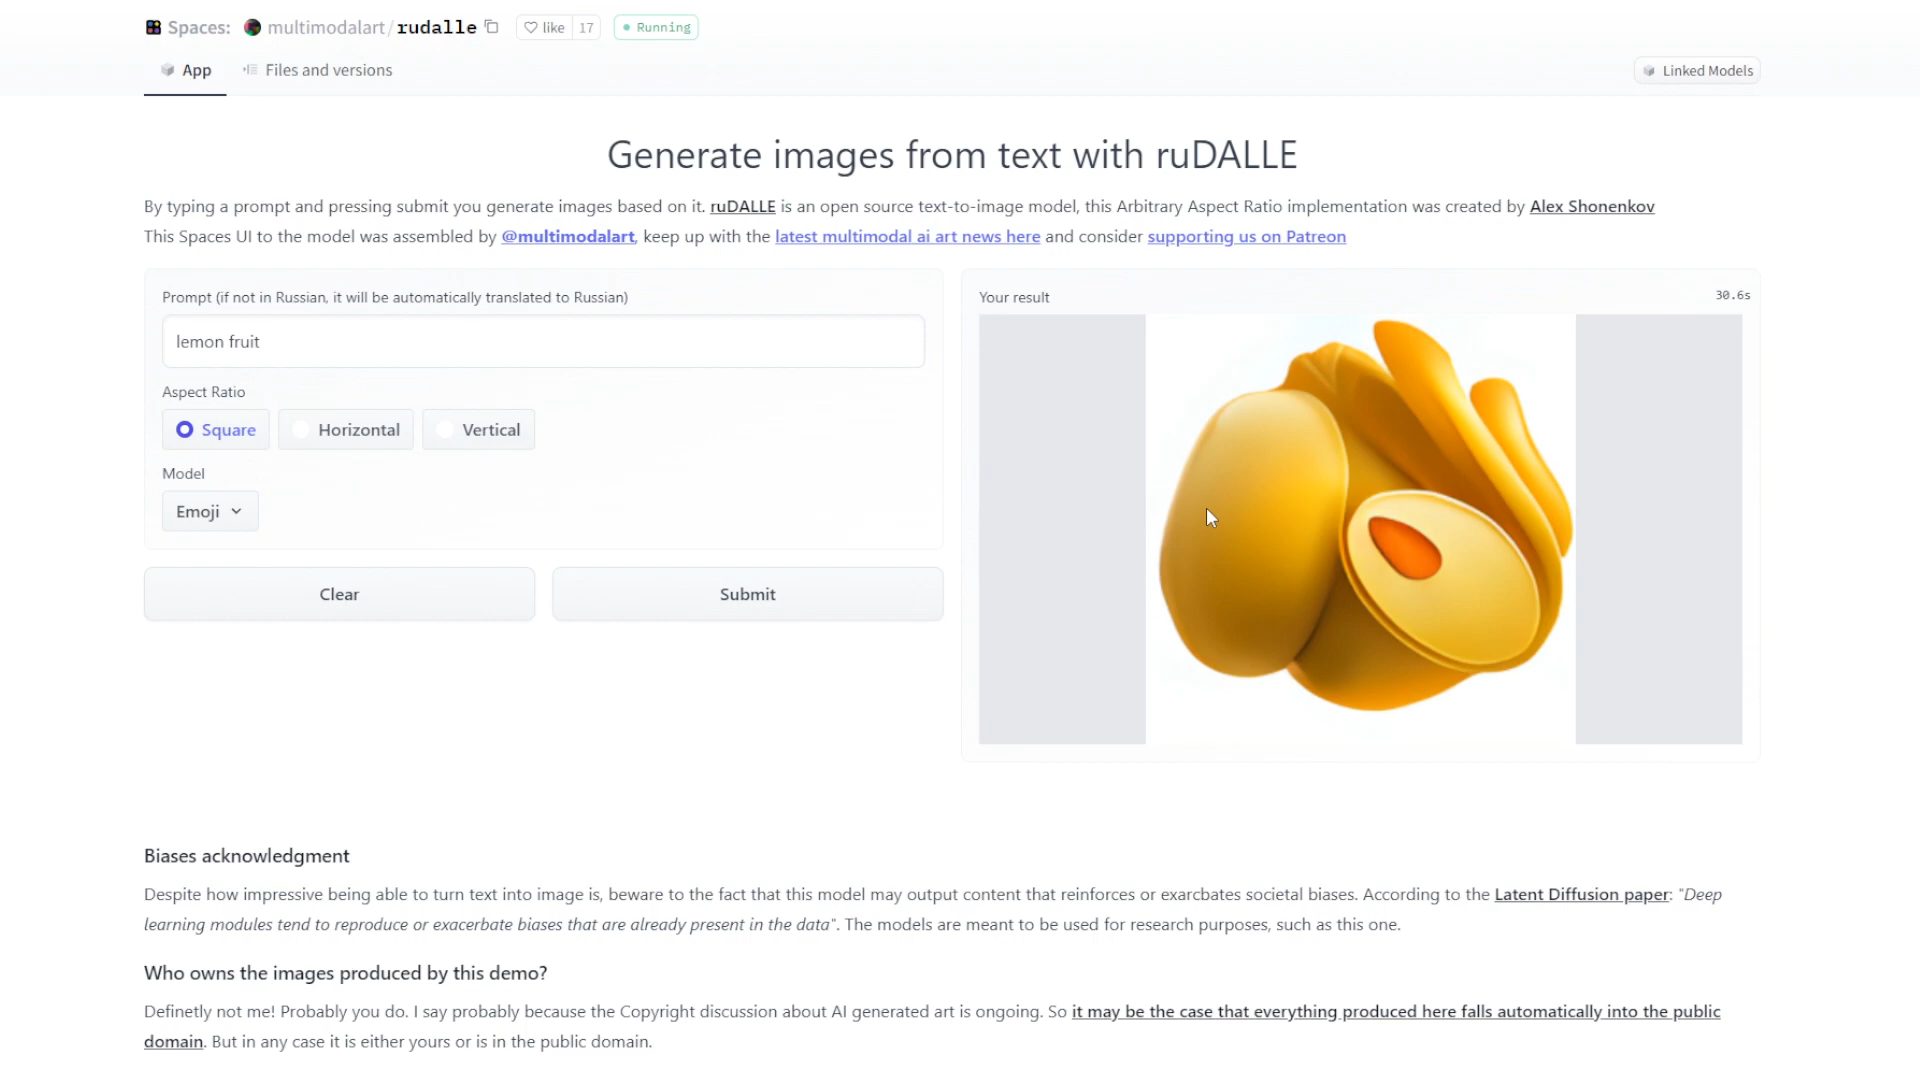 Spaces: multimodalart/rudalle like 17 Running
App Files and versions Linked Models
Generate images from text with ruDALLE
By typing a prompt and pressing submit you generate images based on it. ruDALLE is an open source text-to-image model, this Arbitrary Aspect Ratio implementation was created by Alex Shonenkov
This Spaces UI to the model was assembled by @multimodalart, keep up with the latest multimodal ai art news here and consider supporting us on Patreon
Prompt (if not in Russian, it will be automatically translated to Russian)
lemon fruit
Aspect Ratio
Square Horizontal Vertical
Model
Emoji
Clear Submit
Your result 30.6s
Biases acknowledgment
Despite how impressive being able to turn text into image is, beware to the fact that this model may output content that reinforces or exarcbates societal biases. According to the Latent Diffusion paper: "Deep
learning modules tend to reproduce or exacerbate biases that are already present in the data". The models are meant to be used for research purposes, such as this one.
Who owns the images produced by this demo?
Definetly not me! Probably you do. I say probably because the Copyright discussion about AI generated art is ongoing. So it may be the case that everything produced here falls automatically into the public
domain. But in any case it is either yours or is in the public domain.